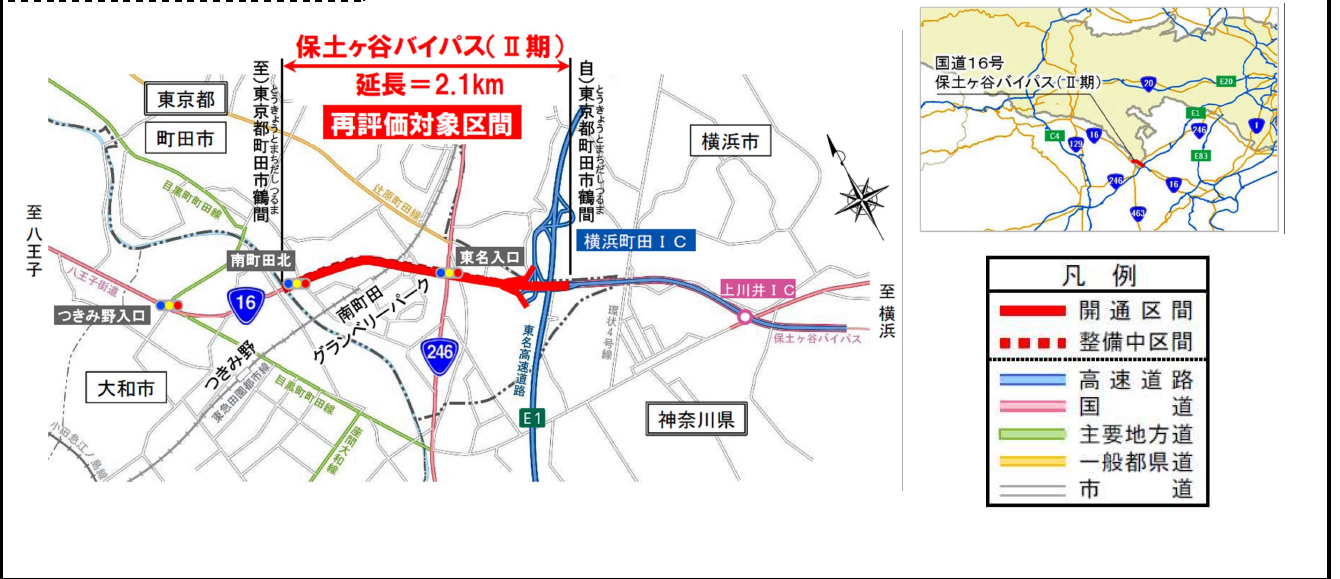 保土ヶ谷バイパス(Ⅱ期)
延長=2.1km
再評価対象区間
至)東京都町田市鶴間
とうきょうとまちだしつるま
自)東京都町田市鶴間
とうきょうとまちだしつるま
東京都
町田市
横浜市
目黒町町田線
辻原町田線
至八王子
八王子街道
南町田北
東名入口
横浜町田IC
上川井IC
至横浜
つきみ野入口
16
南町田
グランベリーパーク
246
環状4号線
保土ヶ谷バイパス
つきみ野
東名高速道路
大和市
目黒町町田線
東急田園都市線
E1
神奈川県
小田急江ノ島線
座間大和線
国道16号
保土ヶ谷バイパス(Ⅱ期)
20
E20
E1
246
1
C4
129
16
E83
246
16
463
凡例
開通区間
整備中区間
高速道路
国道
主要地方道
一般都県道
市道